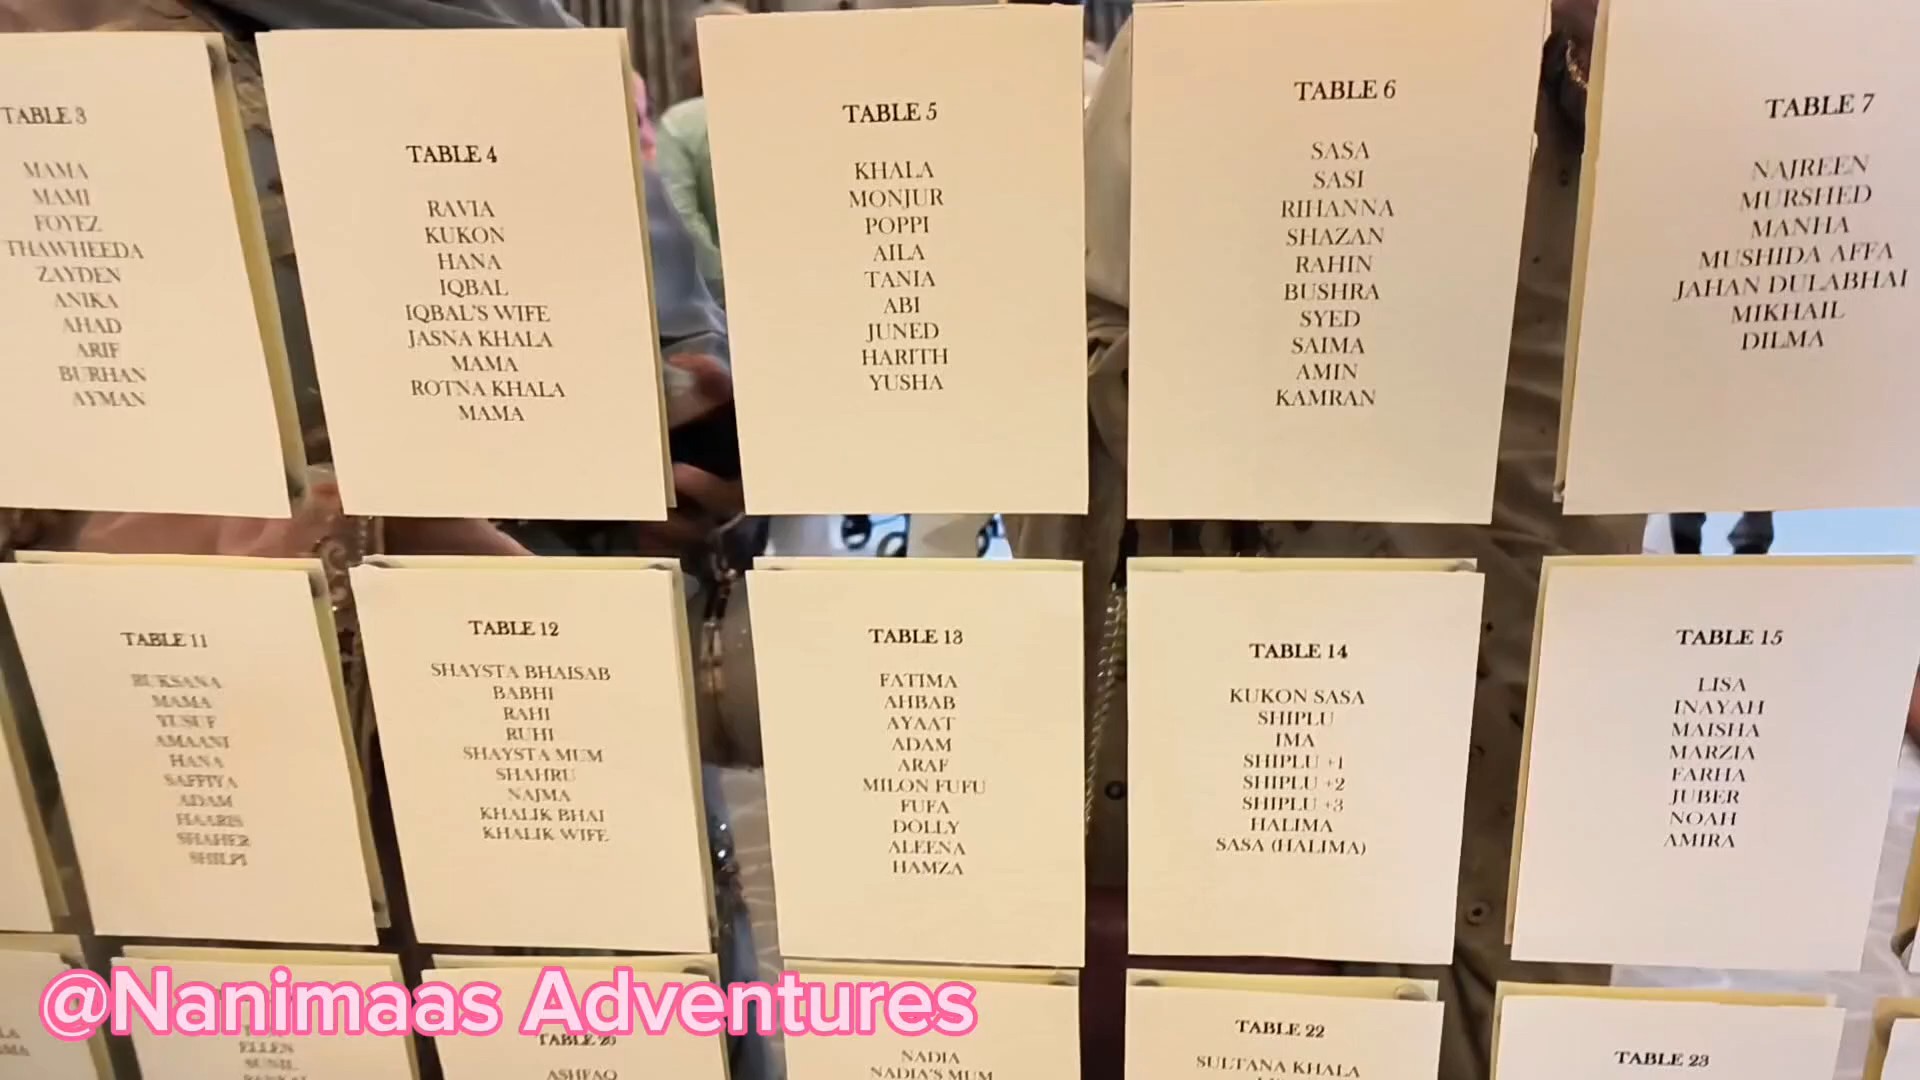 TABLE 3
MAMA
MAMI
FOYEZ
THAWHEEDA
ZAYDEN
ANIKA
AHAD
ARIF
BURHAN
AYMAN
TABLE 4
RAVIA
KUKON
HANA
IQBAL
IQBAL'S WIFE
JASNA KHALA
MAMA
ROTNA KHALA
MAMA
TABLE 5
KHALA
MONJUR
POPPI
AILA
TANIA
ABI
JUNED
HARITH
YUSHA
TABLE 6
SASA
SASI
RIHANNA
SHAZAN
RAHIN
BUSHRA
SYED
SAIMA
AMIN
KAMRAN
TABLE 7
NAJREEN
MURSHED
MANHA
MUSHIDA AFFA
JAHAN DULABHAI
MIKHAIL
DILMA
TABLE 11
RUKSANA
MAMA
YUSUF
AMAANI
HANA
SAFFIYA
ADAM
HAARIS
SHAHER
SHILPI
TABLE 12
SHAYSTA BHAISAB
BABHI
RAHI
RUHI
SHAYSTA MUM
SHAHRU
NAJMA
KHALIK BHAI
KHALIK WIFE
TABLE 13
FATIMA
AHBAB
AYAAT
ADAM
ARAF
MILON FUFU
FUFA
DOLLY
ALEENA
HAMZA
TABLE 14
KUKON SASA
SHIPLU
IMA
SHIPLU +1
SHIPLU +2
SHIPLU +3
HALIMA
SASA (HALIMA)
TABLE 15
LISA
INAYAH
MAISHA
MARZIA
FARHA
JUBER
NOAH
AMIRA
@Nanimaas Adventures
ELLEN
SUNIL
TABLE 20
ASHFAQ
NADIA
NADIA'S MUM
TABLE 22
SULTANA KHALA
TABLE 23